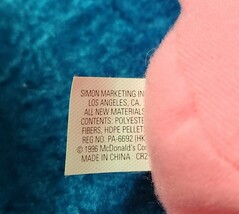 SIMON MARKETING IN
LOS ANGELES, CA.
ALL NEW MATERIALS
CONTENTS: POLYESTE
FIBERS, HDPE PELLET
REG NO. PA-6692 (HK
©1996 McDonald's Co
MADE IN CHINA CR2